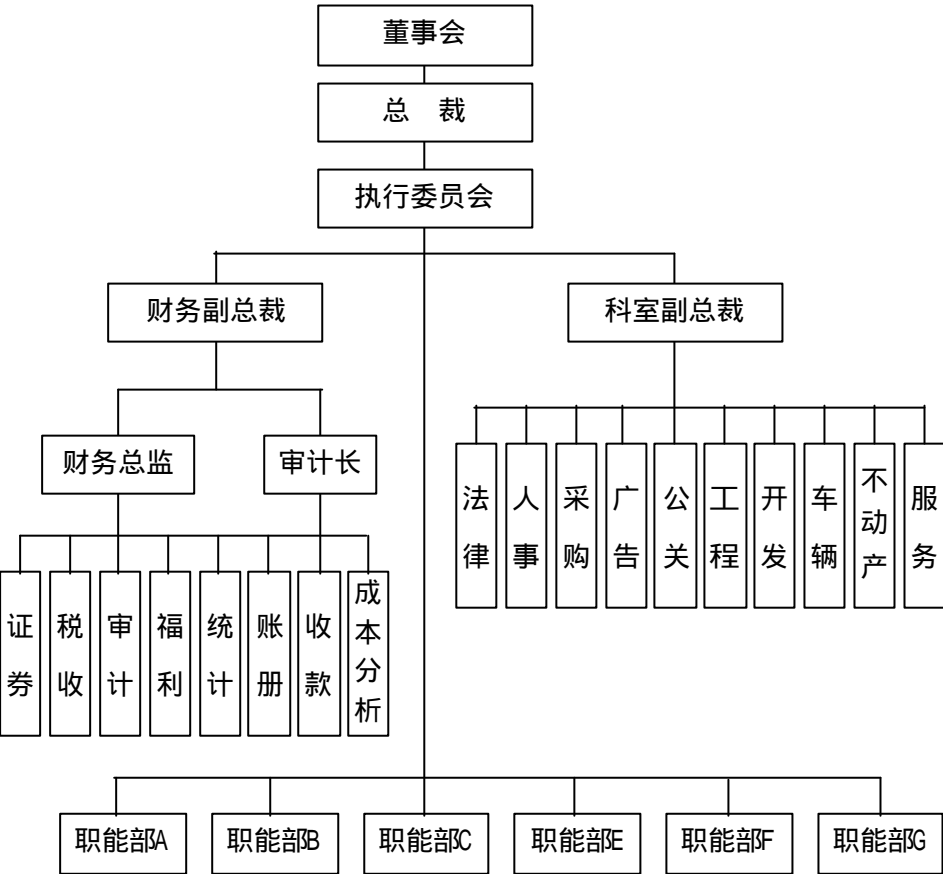 董事会
总 裁
执行委员会
财务副总裁
科室副总裁
财务总监
审计长
法律
人事
采购
广告
公关
工程
开发
车辆
不动产
服务
证券
税收
审计
福利
统计
账册
收款
成本分析
职能部A
职能部B
职能部C
职能部E
职能部F
职能部G